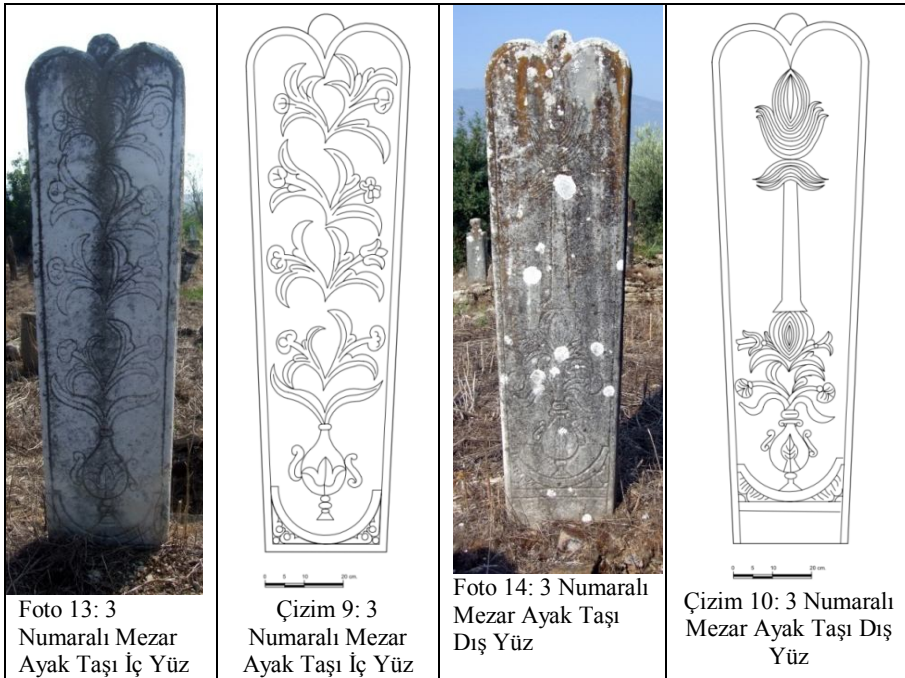 0 5 10 20 cm.
0 5 10 20 cm.
Foto 13: 3
Numaralı Mezar
Ayak Taşı İç Yüz
Çizim 9: 3
Numaralı Mezar
Ayak Taşı İç Yüz
Foto 14: 3 Numaralı
Mezar Ayak Taşı
Dış Yüz
Çizim 10: 3 Numaralı
Mezar Ayak Taşı Dış
Yüz